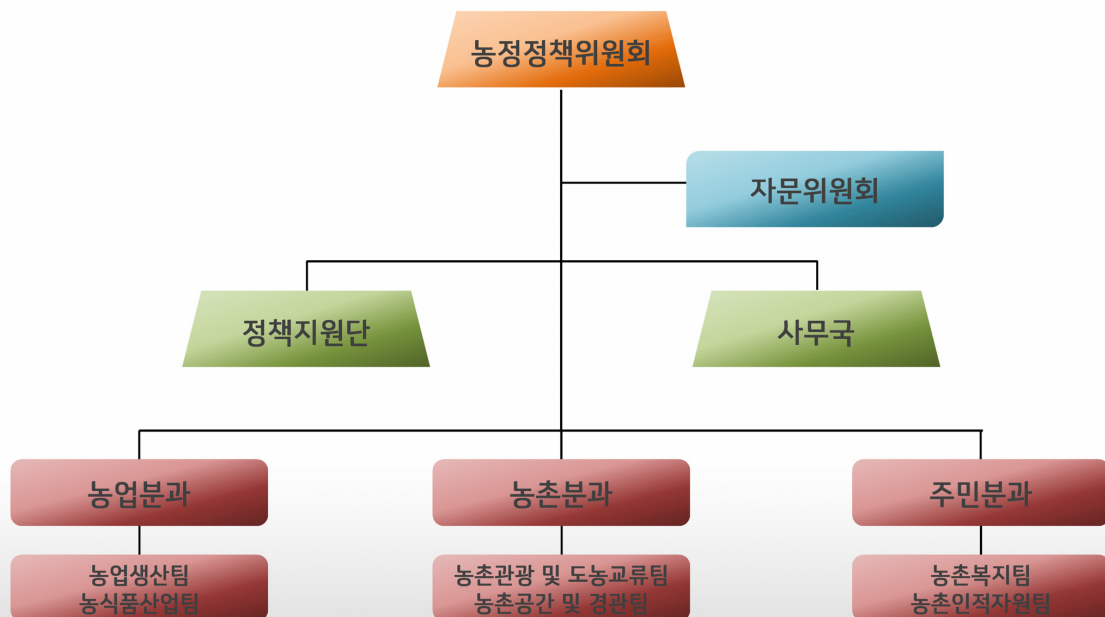 농정정책위원회
자문위원회
정책지원단
사무국
농업분과
농촌분과
주민분과
농업생산팀
농식품산업팀
농촌관광 및 도농교류팀
농촌공간 및 경관팀
농촌복지팀
농촌인적자원팀